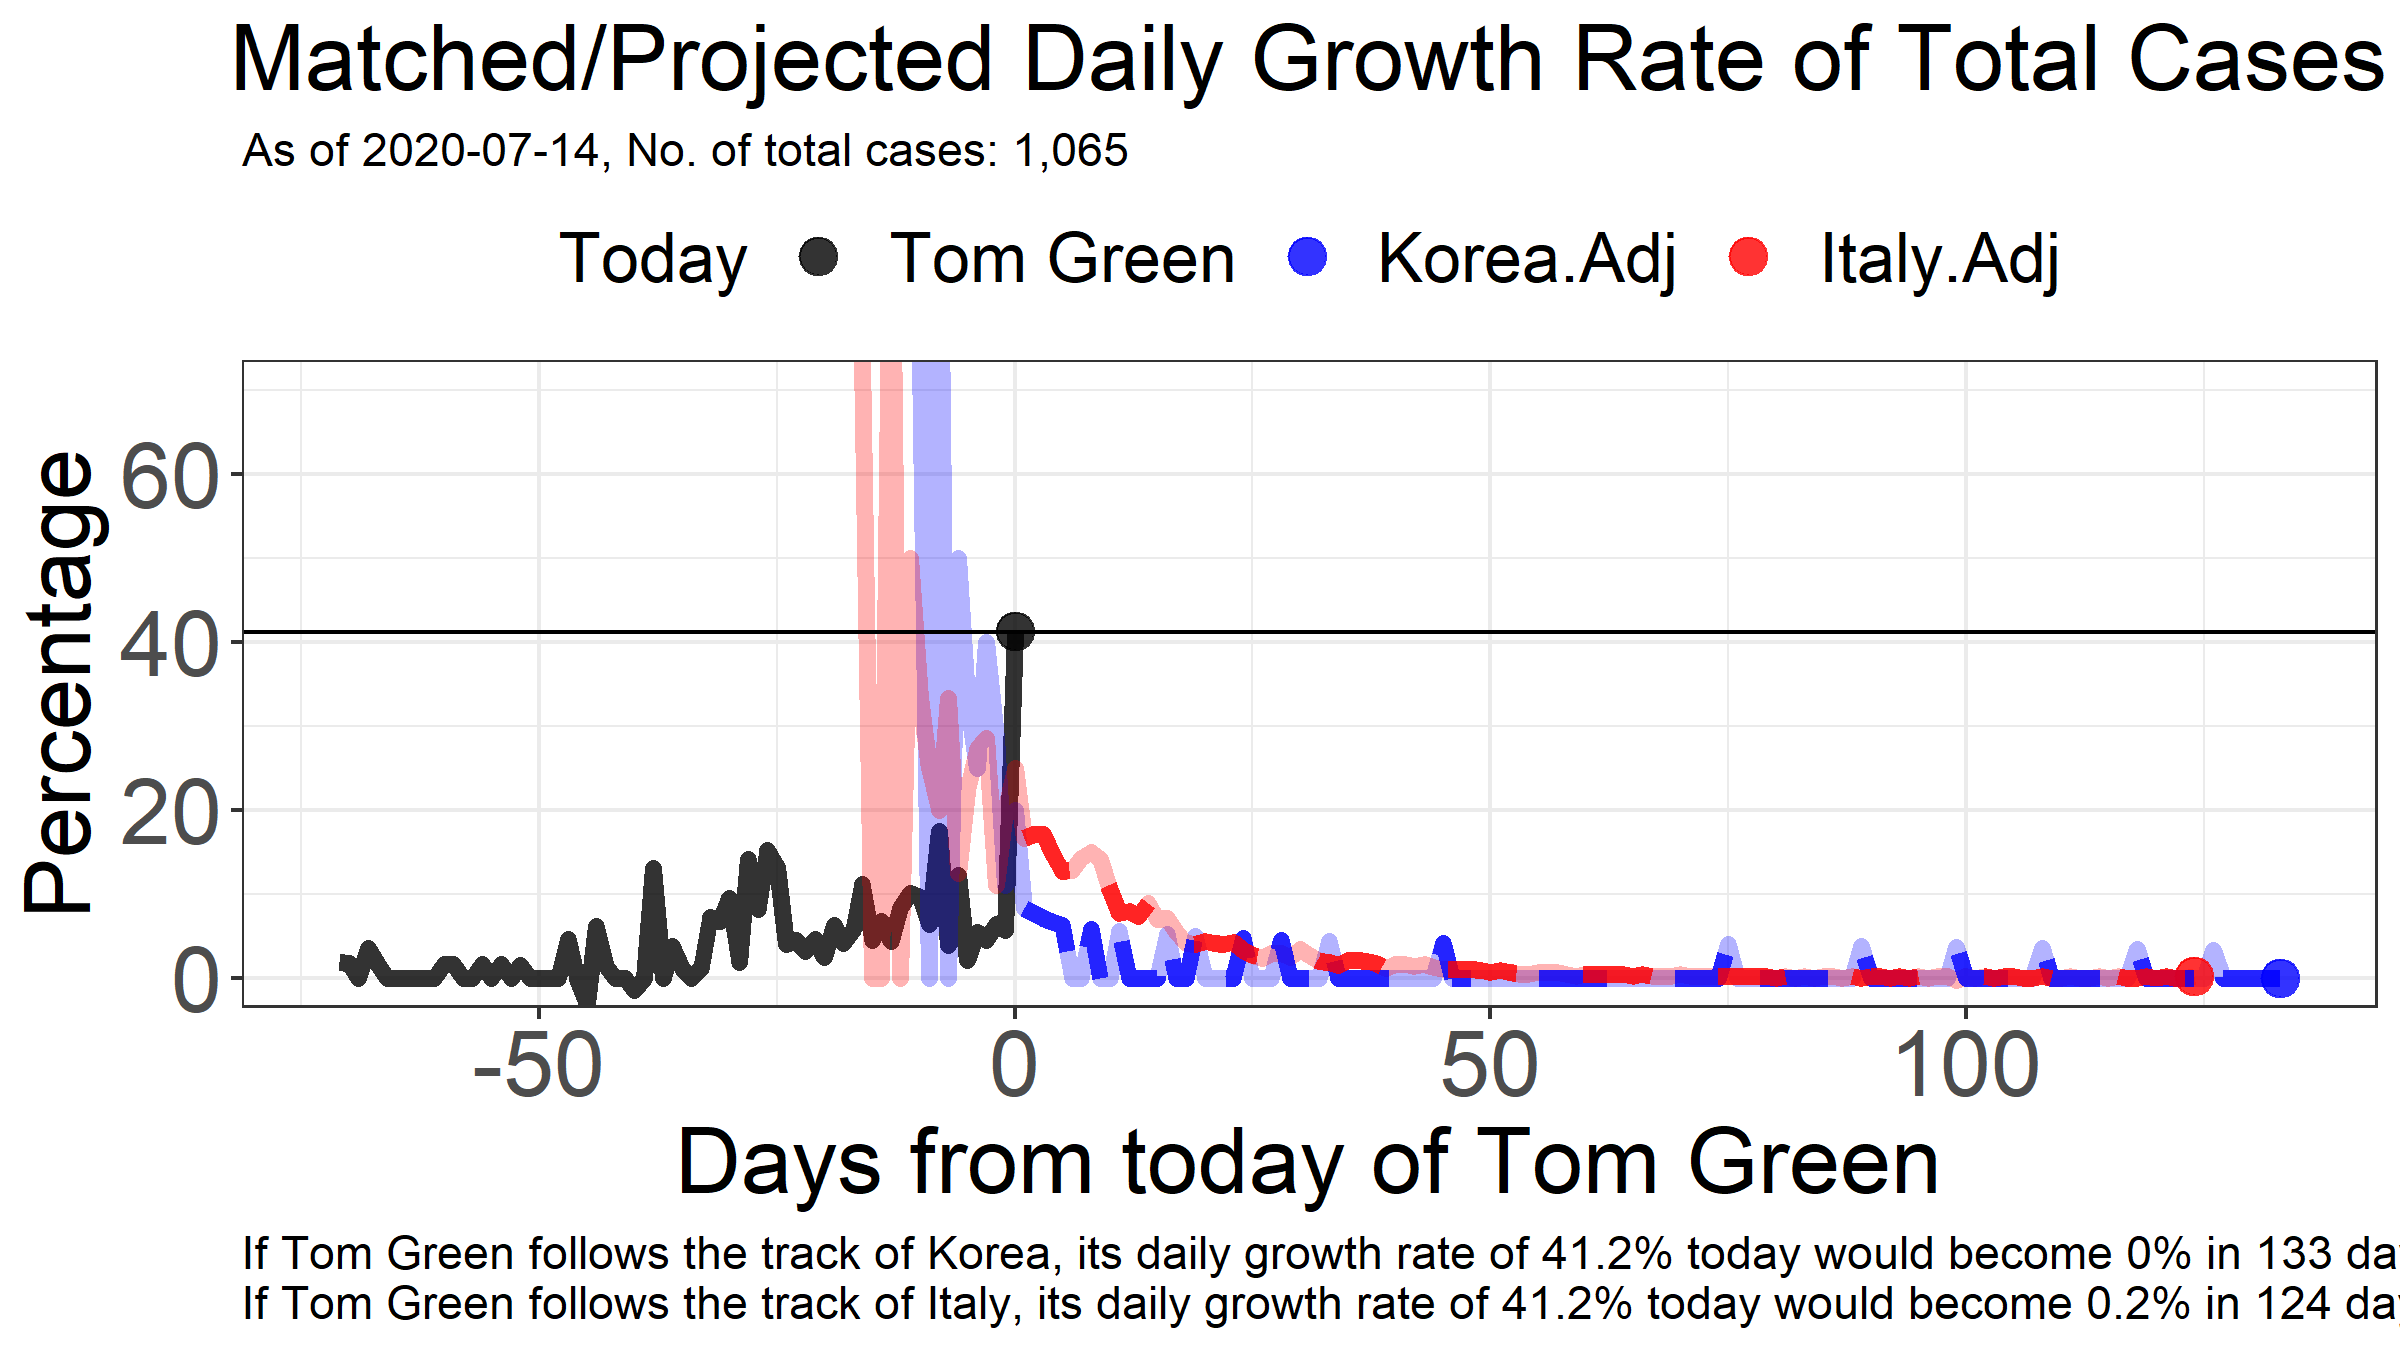 Matched/Projected Daily Growth Rate of Total Cases
As of 2020-07-14, No. of total cases: 1,065
Today Tom Green Korea.Adj Italy.Adj
Percentage
60
40
20
0
-50 0 50 100
Days from today of Tom Green
If Tom Green follows the track of Korea, its daily growth rate of 41.2% today would become 0% in 133 da
If Tom Green follows the track of Italy, its daily growth rate of 41.2% today would become 0.2% in 124 day